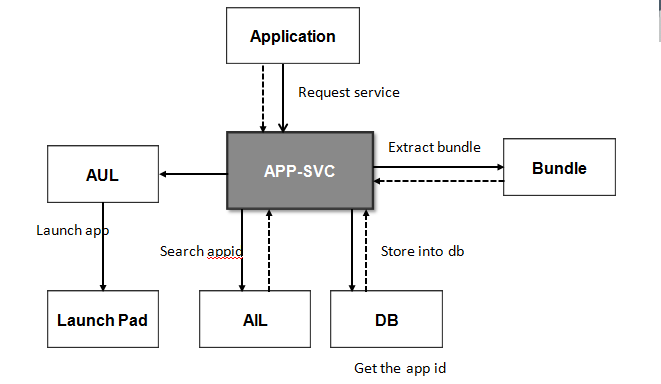 Application
Request service
Extract bundle
AUL
APP-SVC
Bundle
Launch app
Search appid
Store into db
Launch Pad
AIL
DB
Get the app id